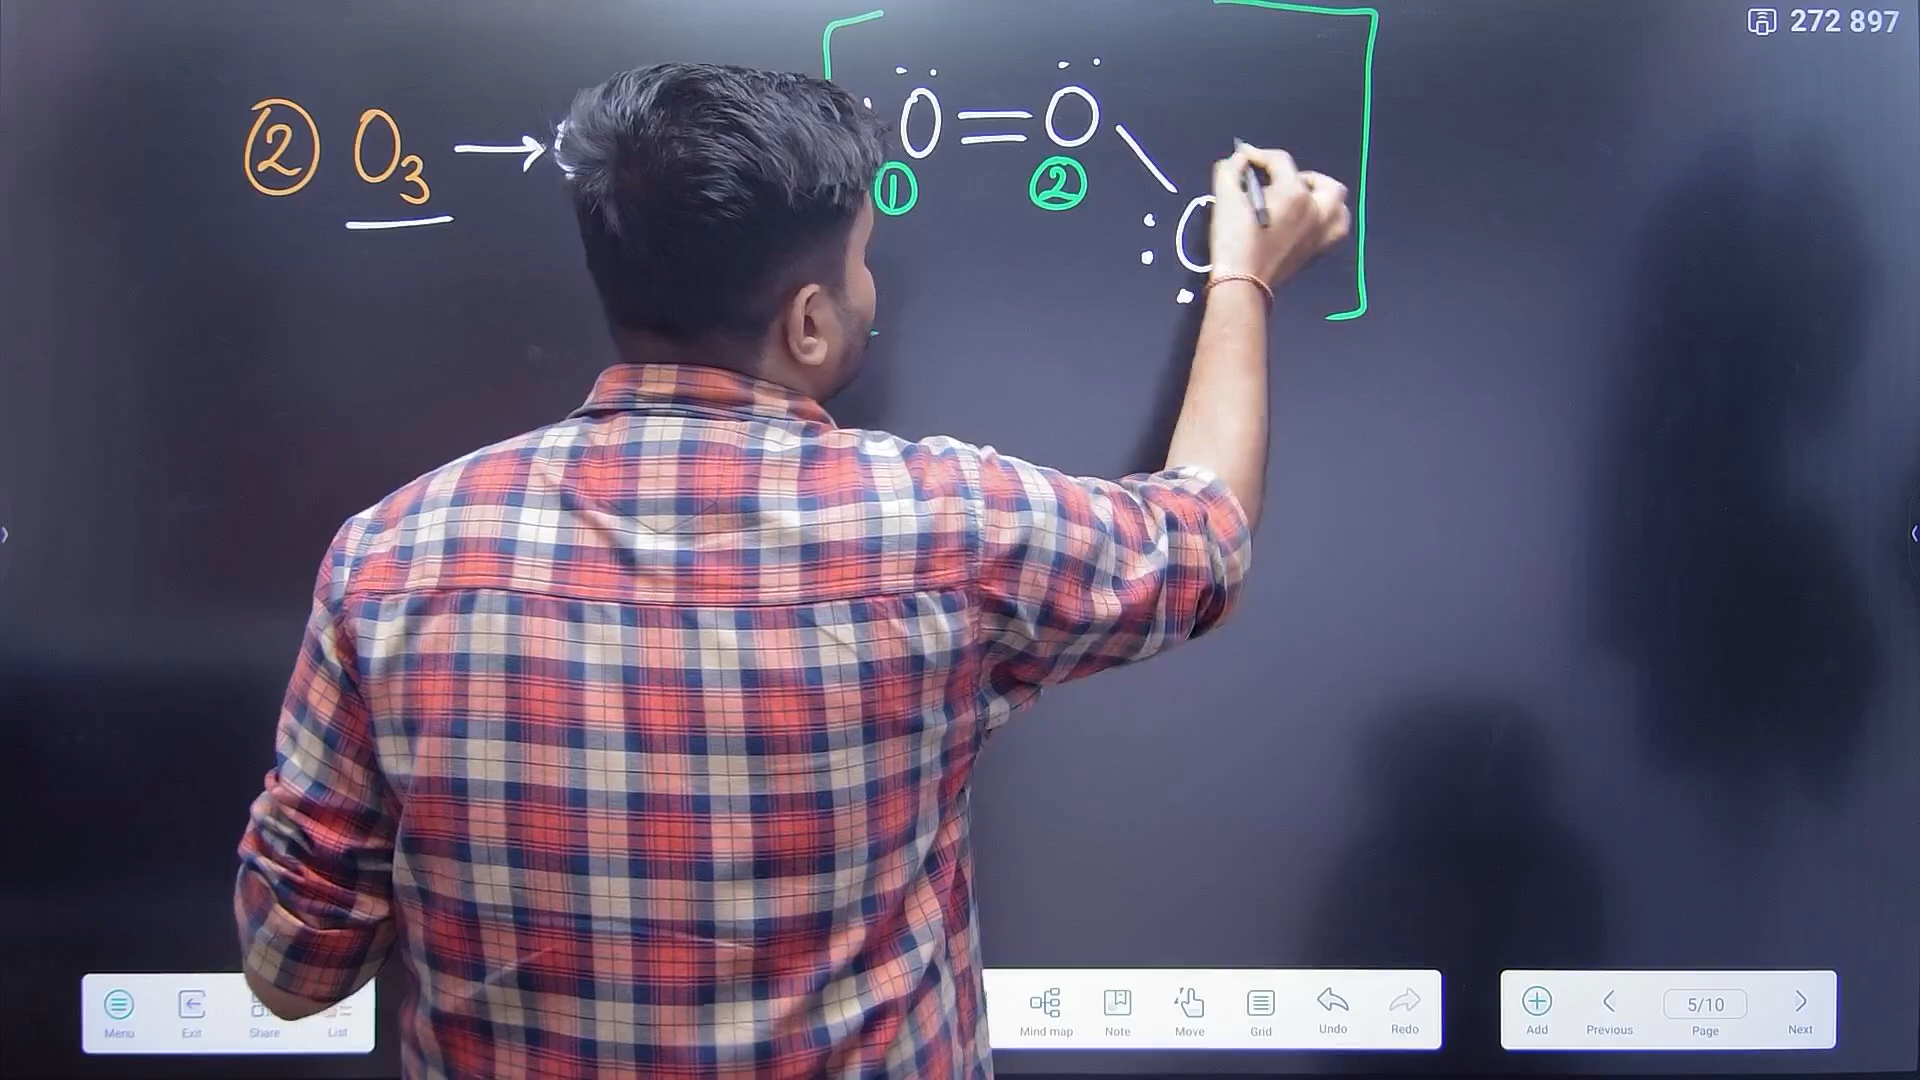 272 897
② O₃ → O = O
① ②
Menu Exit Share List Mind map Note Move Grid Undo Redo Add Previous 5/10 Page Next